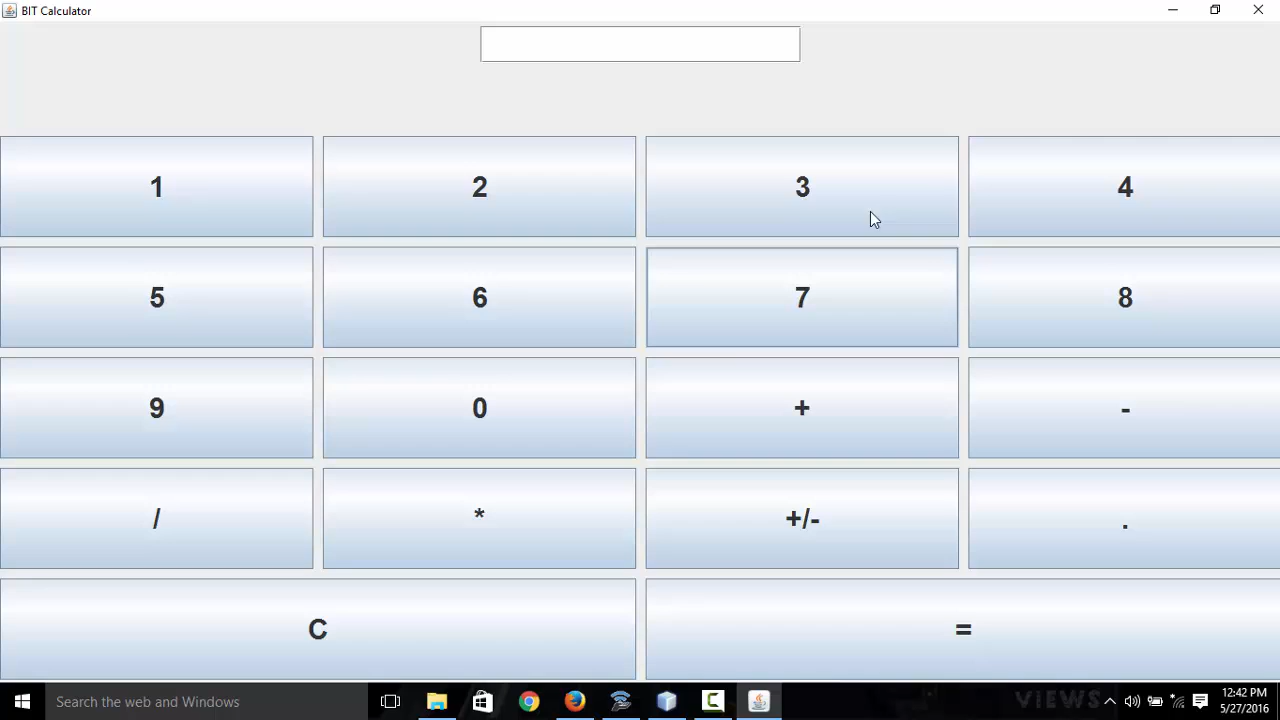 BIT Calculator
1 2 3 4
5 6 7 8
9 0 + -
/ * +/- .
C =
Search the web and Windows
VIEWS
12:42 PM
5/27/2016